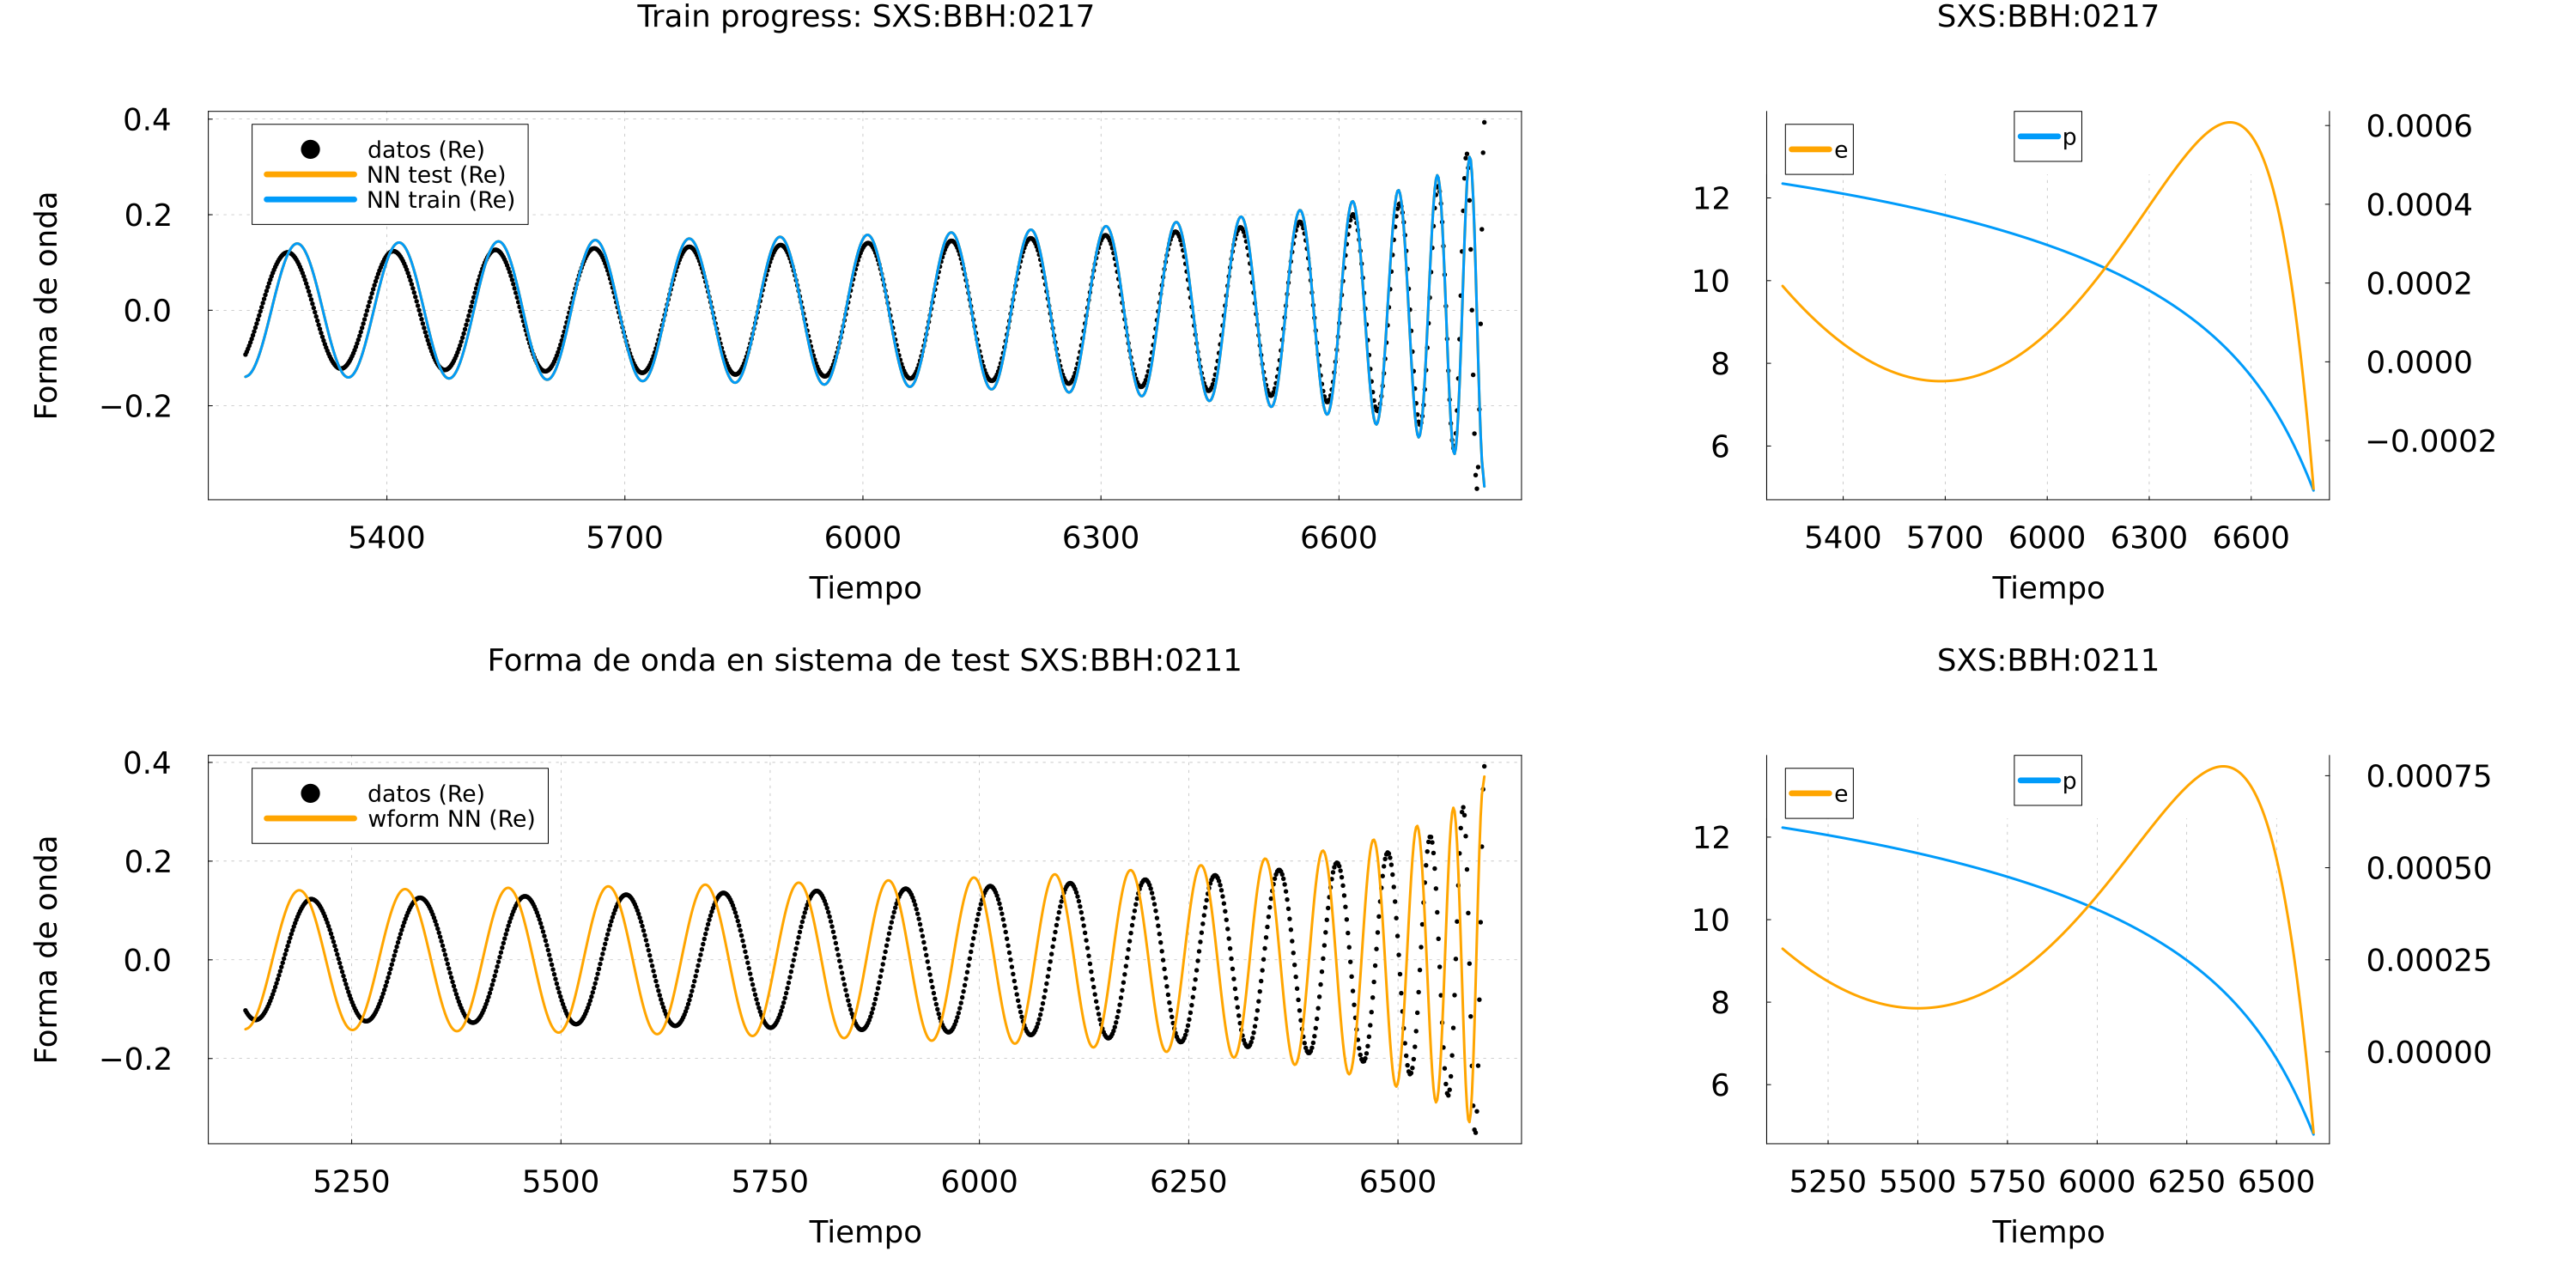 Train progress: SXS:BBH:0217
datos (Re)
NN test (Re)
NN train (Re)
0.4
0.2
0.0
−0.2
Forma de onda
5400 5700 6000 6300 6600
Tiempo
SXS:BBH:0217
e
p
12
10
8
6
0.0006
0.0004
0.0002
0.0000
−0.0002
5400 5700 6000 6300 6600
Tiempo
Forma de onda en sistema de test SXS:BBH:0211
datos (Re)
wform NN (Re)
0.4
0.2
0.0
−0.2
Forma de onda
5250 5500 5750 6000 6250 6500
Tiempo
SXS:BBH:0211
e
p
12
10
8
6
0.00075
0.00050
0.00025
0.00000
5250 5500 5750 6000 6250 6500
Tiempo